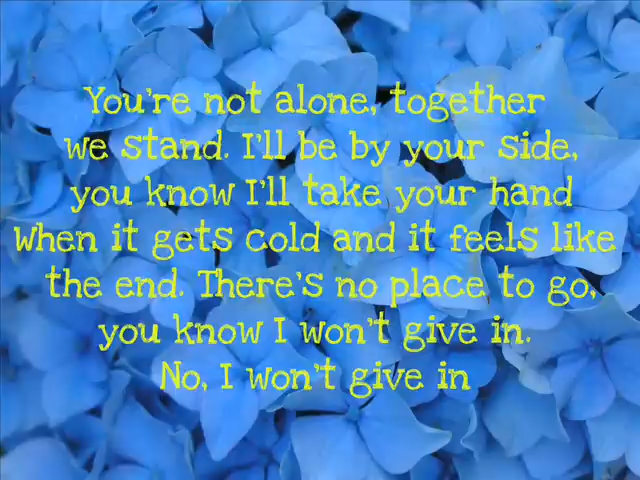 You're not alone, together
we stand. I'll be by your side,
you know I'll take your hand
When it gets cold and it feels like
the end. There's no place to go,
you know I won't give in.
No, I won't give in